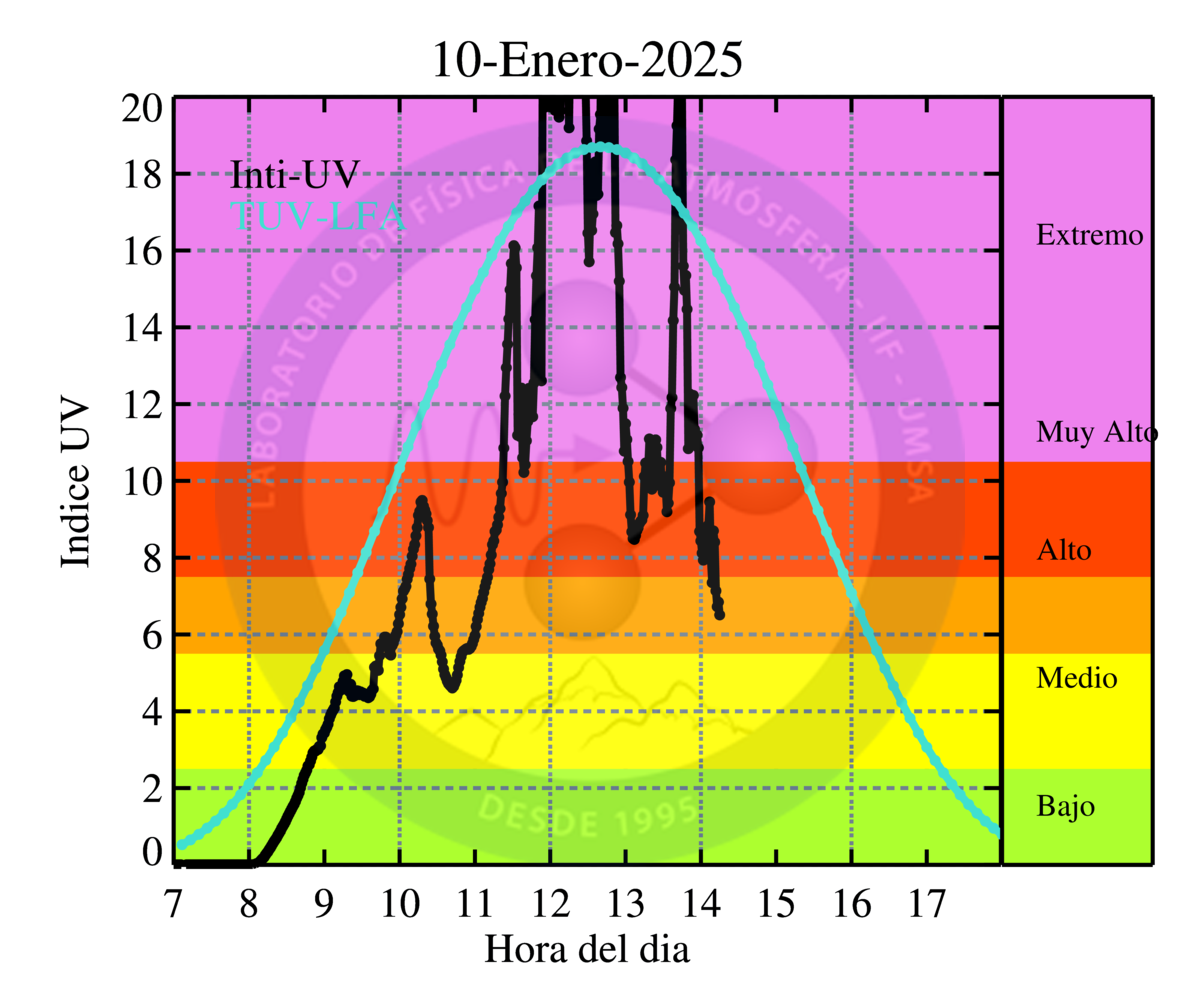 10-Enero-2025
Inti-UV
TUV-LFA
LABORATORIO DE FÍSICA DE LA ATMÓSFERA - IIF - UMSA
DESDE 1995
Indice UV
20
18
16
14
12
10
8
6
4
2
0
Extremo
Muy Alto
Alto
Medio
Bajo
7 8 9 10 11 12 13 14 15 16 17
Hora del dia